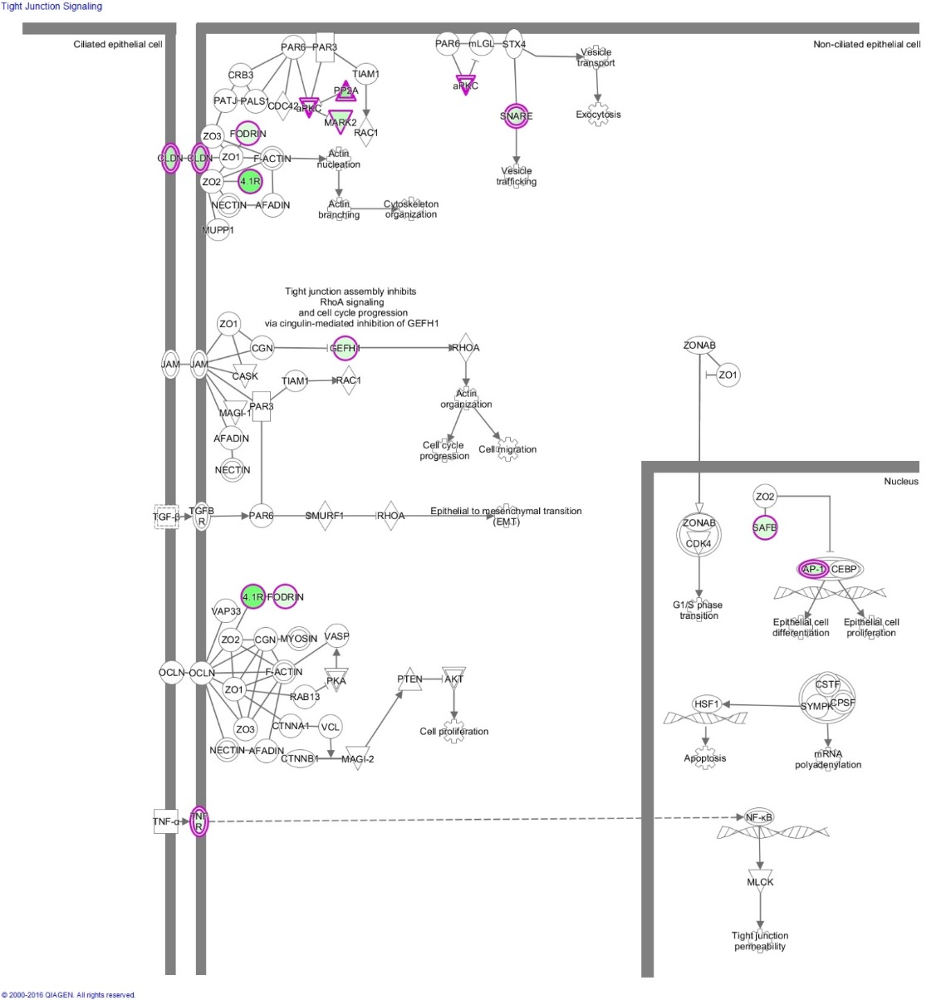 Tight Junction Signaling
Ciliated epithelial cell
Non-ciliated epithelial cell
PAR6
PAR3
PAR6
mLGL
STX4
Vesicle
transport
CRB3
TIAM1
aPKC
PP2A
PATJ
PALS1
CDC42
aPKC
MARK2
RAC1
SNARE
Exocytosis
ZO3
FODRIN
CLDN
CLDN
ZO1
F-ACTIN
Actin
nucleation
Vesicle
trafficking
ZO2
4.1R
NECTIN
AFADIN
Actin
branching
Cytoskeleton
organization
MUPP1
Tight junction assembly inhibits
RhoA signaling
and cell cycle progression
via cingulin-mediated inhibition of GEFH1
ZO1
CGN
GEFH1
RHOA
ZONAB
ZO1
JAM
JAM
CASK
TIAM1
RAC1
Actin
organization
MAGI-1
PAR3
AFADIN
Cell cycle
progression
Cell migration
NECTIN
Nucleus
TGF-β
TGFB
R
PAR6
SMURF1
RHOA
Epithelial to mesenchymal transition
(EMT)
ZO2
ZONAB
CDK4
SAFB
AP-1
CEBP
4.1R
FODRIN
VAP33
G1/S phase
transition
Epithelial cell
differentiation
Epithelial cell
proliferation
ZO2
CGN
MYOSIN
VASP
OCLN
OCLN
F-ACTIN
PKA
PTEN
AKT
ZO1
RAB13
CSTF
HSF1
SYMPK
CPSF
ZO3
CTNNA1
VCL
Cell proliferation
NECTIN
AFADIN
CTNNB1
MAGI-2
Apoptosis
mRNA
polyadenylation
TNF-α
TNF
R
NF-κB
MLCK
Tight junction
permeability
© 2000-2016 QIAGEN. All rights reserved.